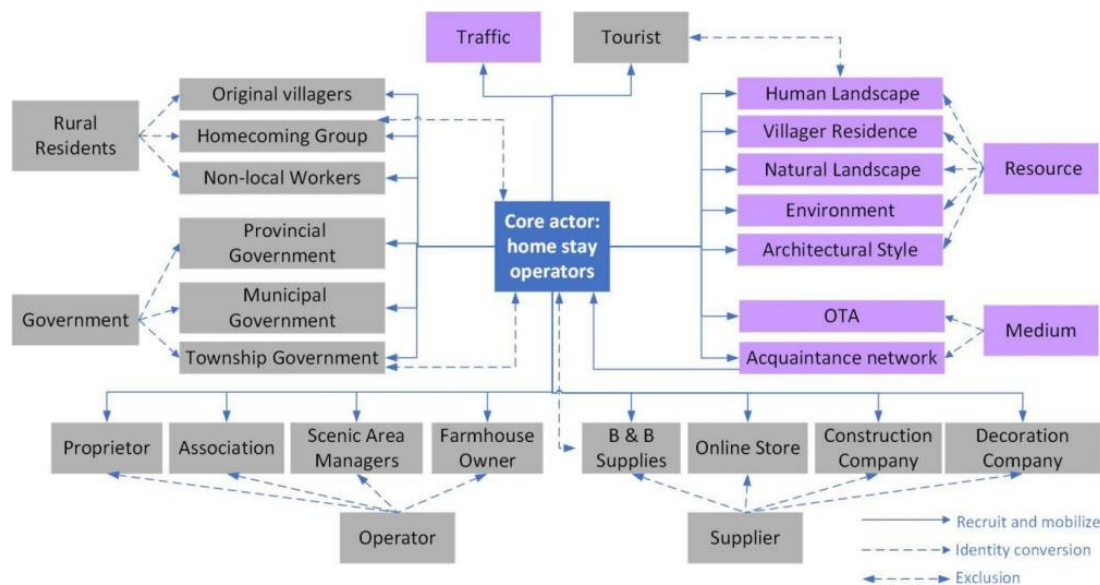 Traffic
Tourist
Original villagers
Homecoming Group
Non-local Workers
Rural
Residents
Provincial
Government
Municipal
Government
Township Government
Government
Core actor:
home stay
operators
Human Landscape
Villager Residence
Natural Landscape
Environment
Architectural Style
Resource
OTA
Acquaintance network
Medium
Proprietor
Association
Scenic Area
Managers
Farmhouse
Owner
B & B
Supplies
Online Store
Construction
Company
Decoration
Company
Operator
Supplier
Recruit and mobilize
Identity conversion
Exclusion